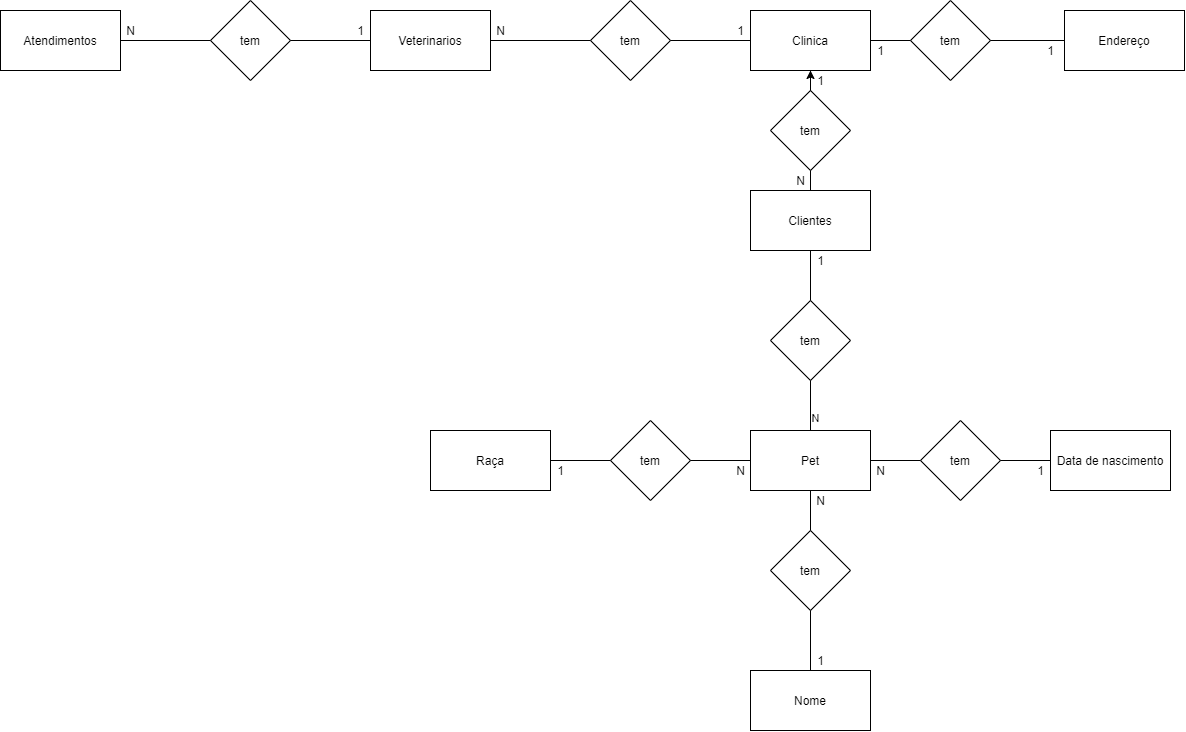 Atendimentos
N
tem
1
Veterinarios
N
tem
1
Clinica
1
tem
1
Endereço
1
tem
N
Clientes
1
tem
N
Raça
1
tem
N
Pet
N
tem
1
Data de nascimento
N
tem
1
Nome